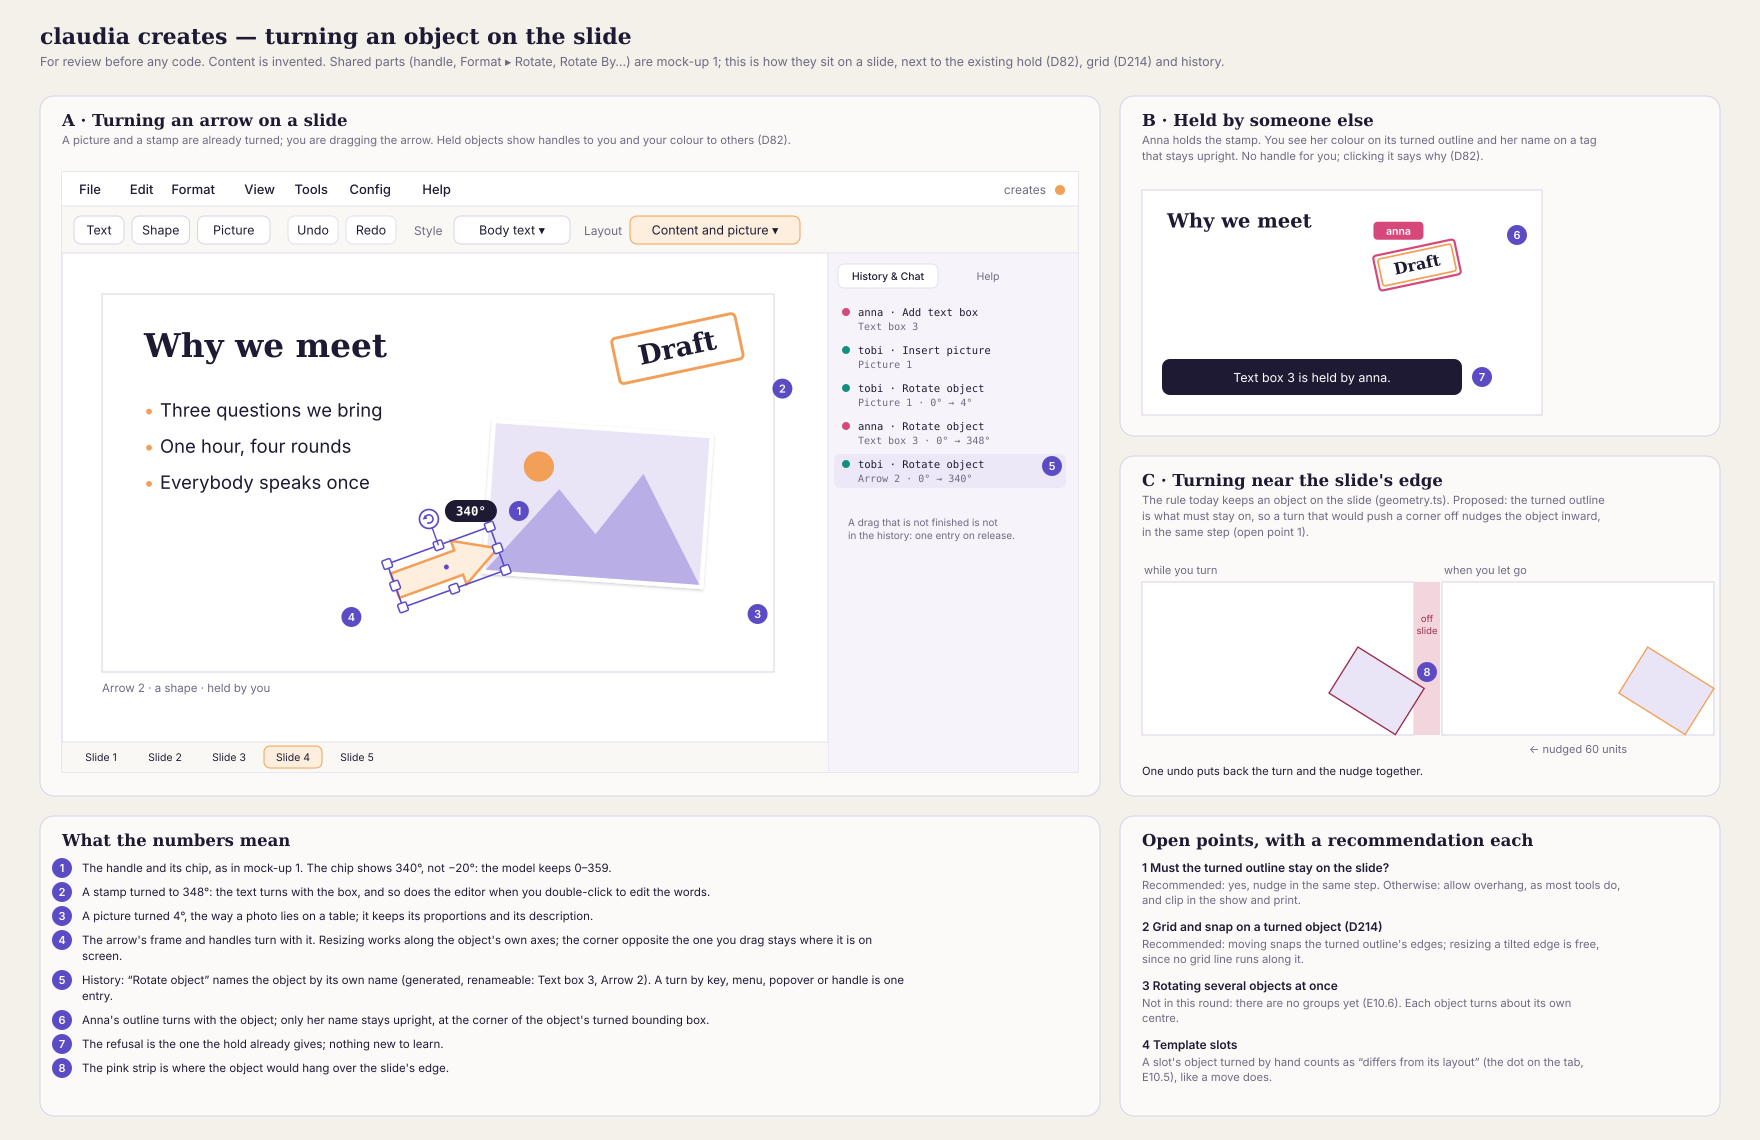 claudia creates — turning an object on the slide
For review before any code. Content is invented. Shared parts (handle, Format ▸ Rotate, Rotate By…) are mock-up 1; this is how they sit on a slide, next to the existing hold (D82), grid (D214) and history.
A · Turning an arrow on a slide
A picture and a stamp are already turned; you are dragging the arrow. Held objects show handles to you and your colour to others (D82).
File Edit Format View Tools Config Help creates
Text Shape Picture Undo Redo Style Body text ▾ Layout Content and picture ▾
Why we meet
Draft
2
• Three questions we bring
• One hour, four rounds
• Everybody speaks once
340°
1
4
3
Arrow 2 · a shape · held by you
Slide 1 Slide 2 Slide 3 Slide 4 Slide 5
History & Chat Help
anna · Add text box
Text box 3
tobi · Insert picture
Picture 1
tobi · Rotate object
Picture 1 · 0° → 4°
anna · Rotate object
Text box 3 · 0° → 348°
tobi · Rotate object
Arrow 2 · 0° → 340°
5
A drag that is not finished is not
in the history: one entry on release.
B · Held by someone else
Anna holds the stamp. You see her colour on its turned outline and her name on a tag
that stays upright. No handle for you; clicking it says why (D82).
Why we meet
anna
Draft
6
Text box 3 is held by anna.
7
C · Turning near the slide's edge
The rule today keeps an object on the slide (geometry.ts). Proposed: the turned outline
is what must stay on, so a turn that would push a corner off nudges the object inward,
in the same step (open point 1).
while you turn
when you let go
off
slide
8
← nudged 60 units
One undo puts back the turn and the nudge together.
What the numbers mean
1 The handle and its chip, as in mock-up 1. The chip shows 340°, not −20°: the model keeps 0–359.
2 A stamp turned to 348°: the text turns with the box, and so does the editor when you double-click to edit the words.
3 A picture turned 4°, the way a photo lies on a table; it keeps its proportions and its description.
4 The arrow's frame and handles turn with it. Resizing works along the object's own axes; the corner opposite the one you drag stays where it is on
screen.
5 History: “Rotate object” names the object by its own name (generated, renameable: Text box 3, Arrow 2). A turn by key, menu, popover or handle is one
entry.
6 Anna's outline turns with the object; only her name stays upright, at the corner of the object's turned bounding box.
7 The refusal is the one the hold already gives; nothing new to learn.
8 The pink strip is where the object would hang over the slide's edge.
Open points, with a recommendation each
1 Must the turned outline stay on the slide?
Recommended: yes, nudge in the same step. Otherwise: allow overhang, as most tools do,
and clip in the show and print.
2 Grid and snap on a turned object (D214)
Recommended: moving snaps the turned outline's edges; resizing a tilted edge is free,
since no grid line runs along it.
3 Rotating several objects at once
Not in this round: there are no groups yet (E10.6). Each object turns about its own
centre.
4 Template slots
A slot's object turned by hand counts as “differs from its layout” (the dot on the tab,
E10.5), like a move does.